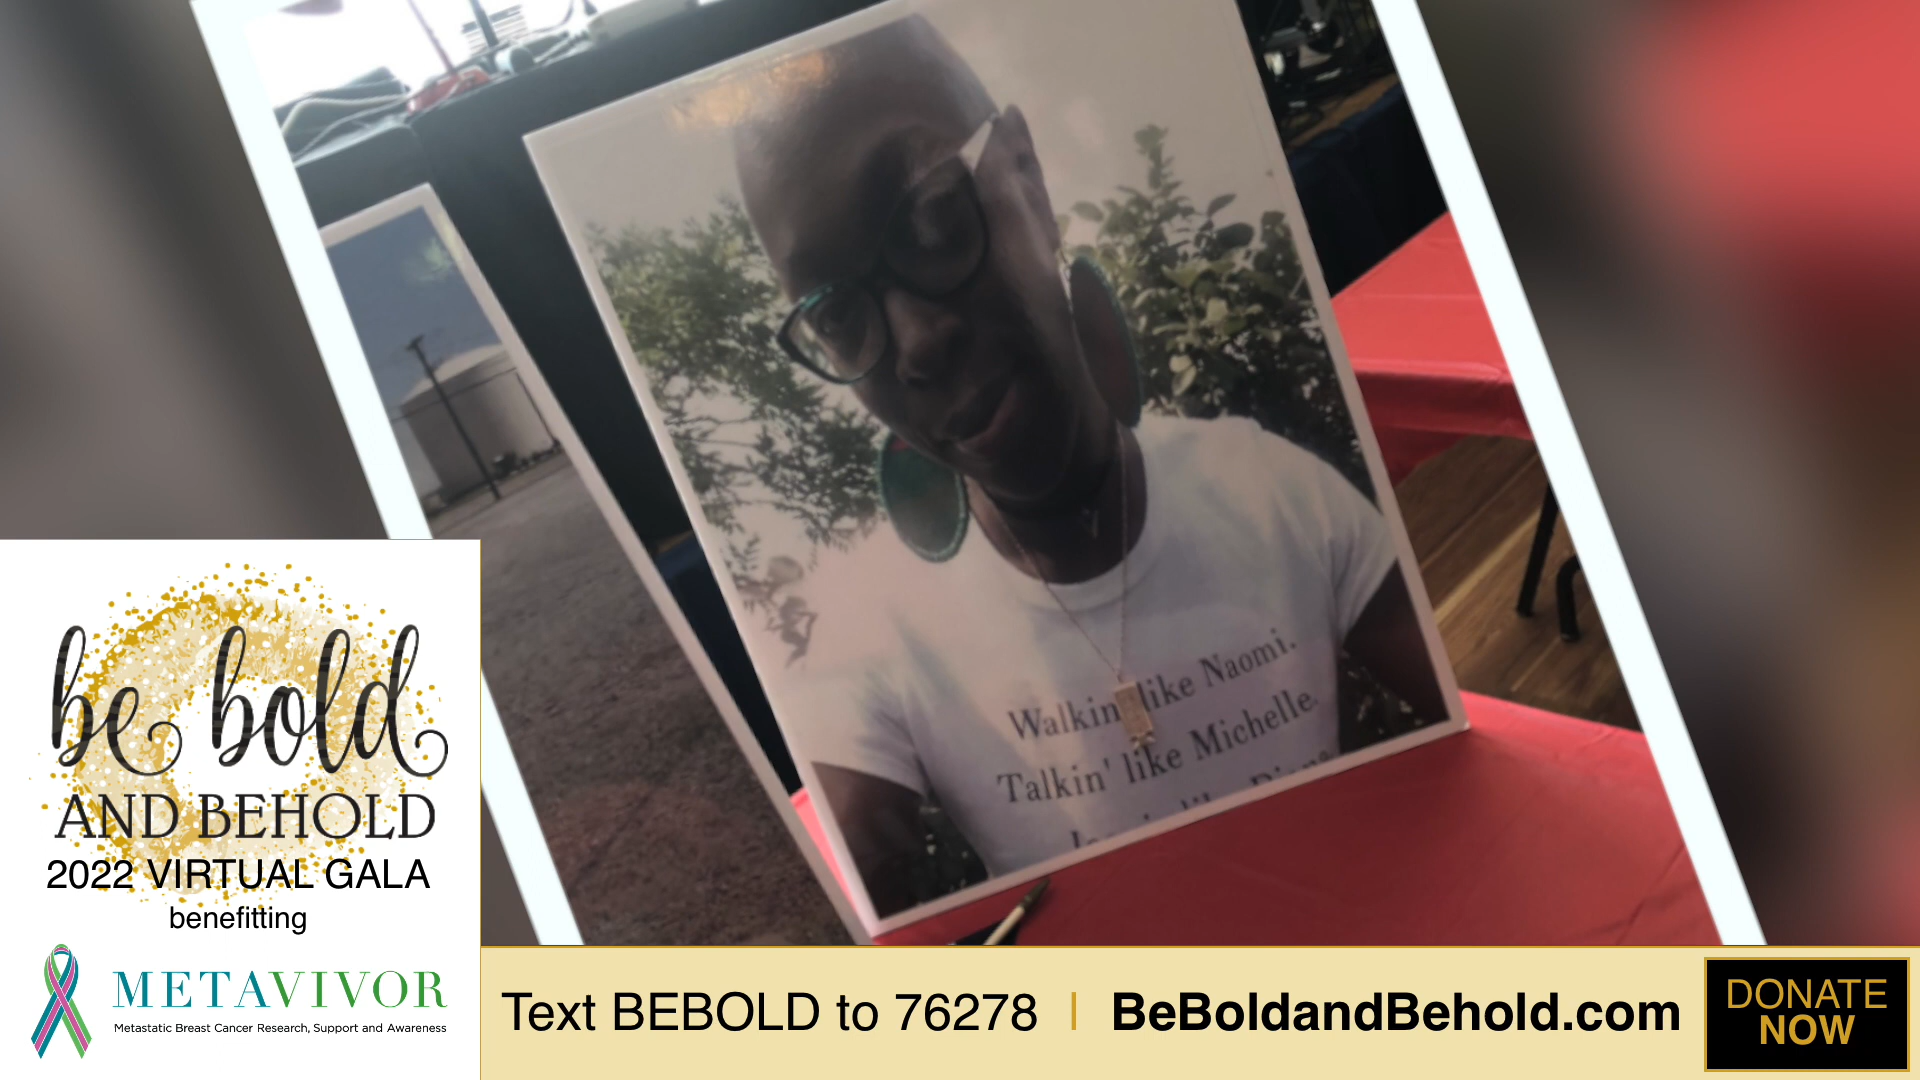 Walkin' like Naomi.
Talkin' like Michelle.
be bold
AND BEHOLD
2022 VIRTUAL GALA
benefitting
METAVIVOR
Metastatic Breast Cancer Research, Support and Awareness
Text BEBOLD to 76278 | BeBoldandBehold.com
DONATE
NOW